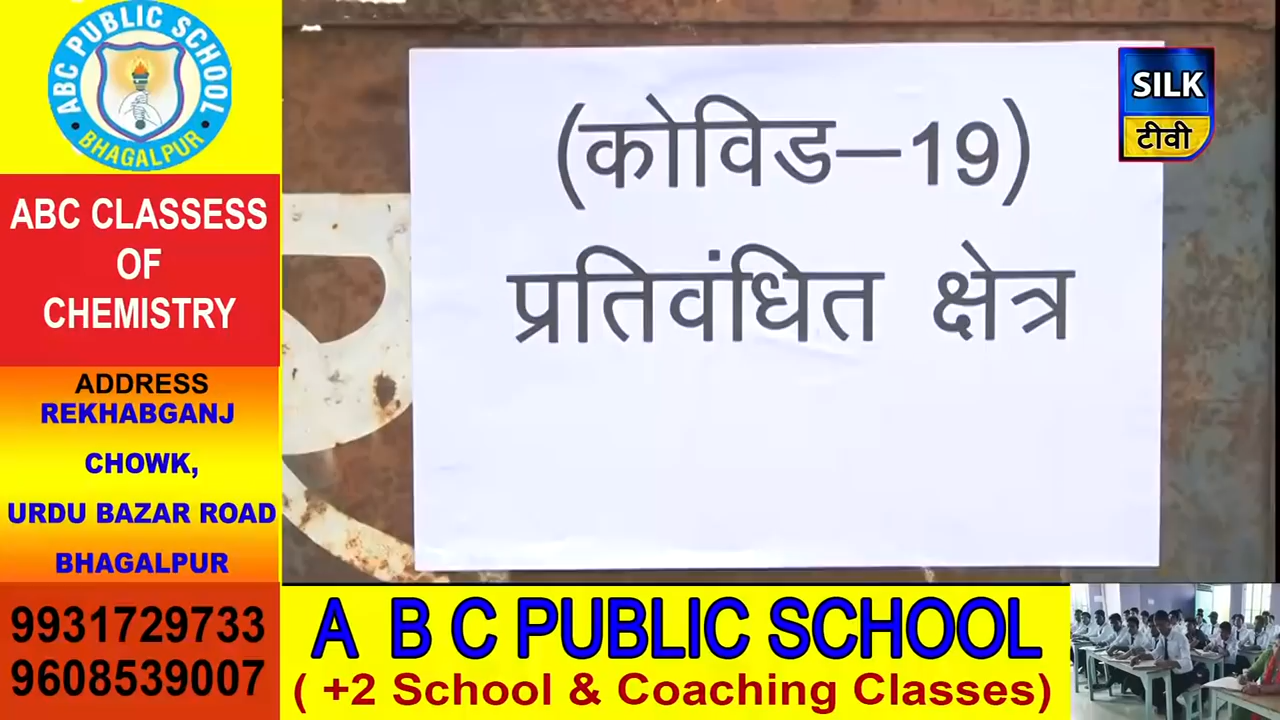 ABC PUBLIC SCHOOL
• BHAGALPUR •
ABC CLASSESS
OF
CHEMISTRY
ADDRESS
REKHABGANJ
CHOWK,
URDU BAZAR ROAD
BHAGALPUR
9931729733
9608539007
(कोविड–19)
प्रतिवंधित क्षेत्र
SILK
टीवी
A B C PUBLIC SCHOOL
( +2 School & Coaching Classes)